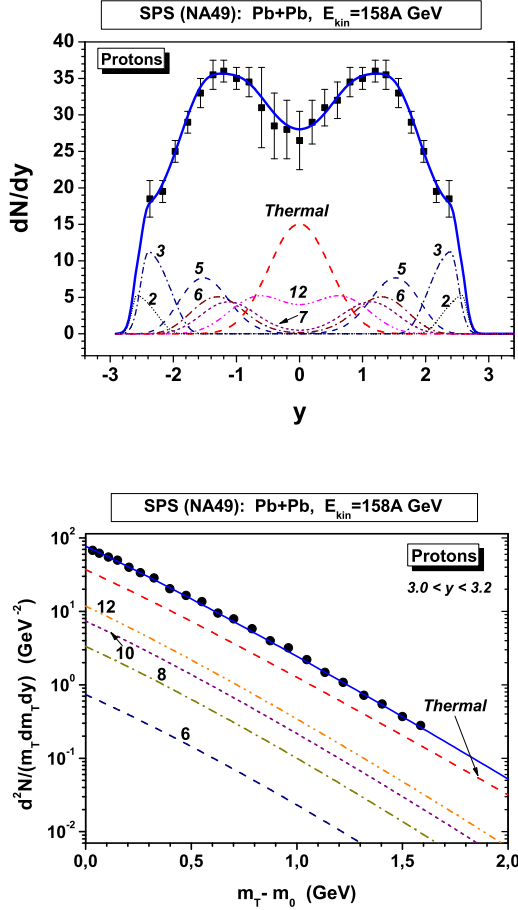 SPS (NA49): Pb+Pb, E_kin=158A GeV
40
35
30
25
20
15
10
5
0
dN/dy
Protons
Thermal
3
2
5
6
12
7
5
6
3
2
-3 -2 -1 0 1 2 3
y
SPS (NA49): Pb+Pb, E_kin=158A GeV
10^2
10^1
10^0
10^-1
10^-2
d^2N/(m_T dm_T dy) (GeV^-2)
Protons
3.0 < y < 3.2
12
10
8
6
Thermal
0,0 0,5 1,0 1,5 2,0
m_T - m_0 (GeV)